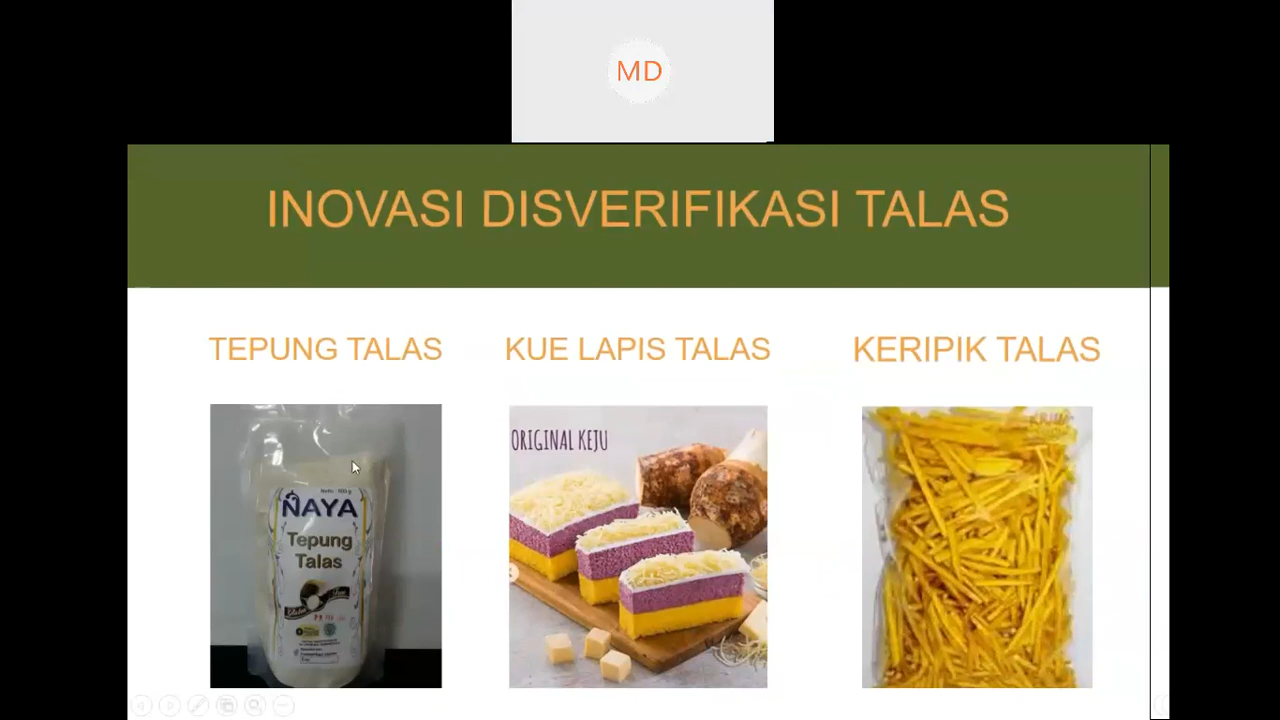 MD
INOVASI DISVERIFIKASI TALAS
TEPUNG TALAS
KUE LAPIS TALAS
KERIPIK TALAS
NAYA
Tepung
Talas
ORIGINAL KEJU